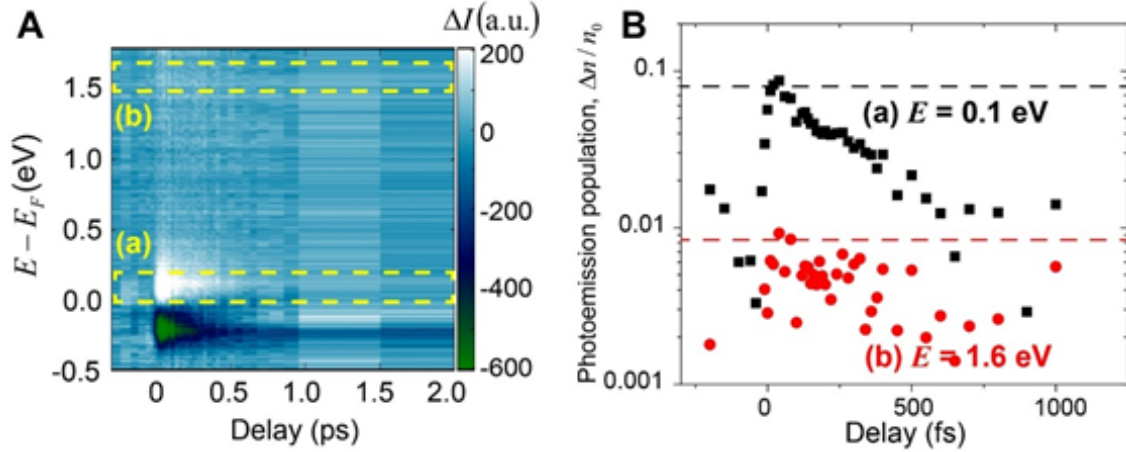 A
ΔI(a.u.)
200
0
-200
-400
-600
E − E_F(eV)
1.5
1.0
0.5
0.0
-0.5
(b)
(a)
0 0.5 1.0 1.5 2.0
Delay (ps)
B
Photoemission population, Δn / n₀
0.1
0.01
0.001
(a) E = 0.1 eV
(b) E = 1.6 eV
0 500 1000
Delay (fs)